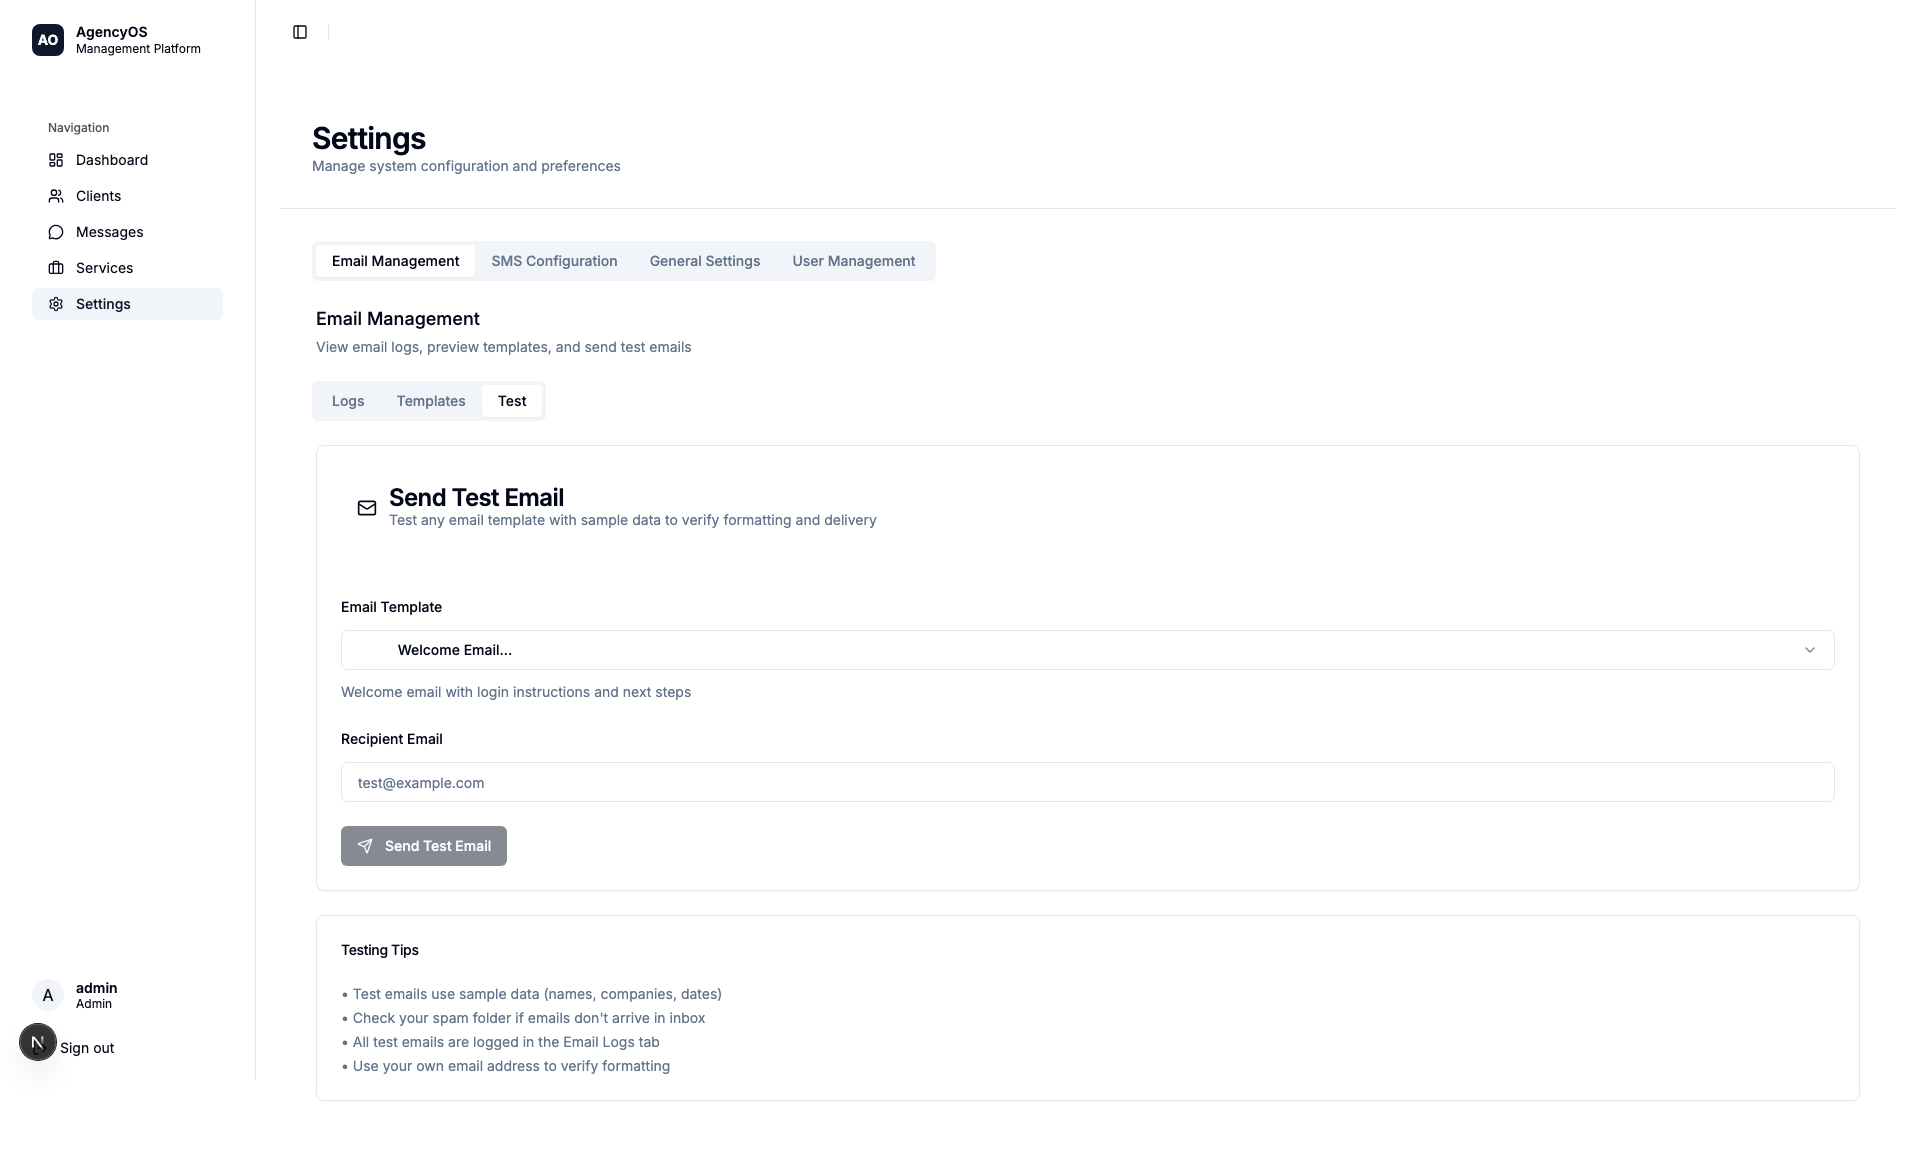 AO
AgencyOS
Management Platform
Navigation
Dashboard
Clients
Messages
Services
Settings
admin
A
Admin
N
Sign out
Settings
Manage system configuration and preferences
Email Management
SMS Configuration
General Settings
User Management
Email Management
View email logs, preview templates, and send test emails
Logs
Templates
Test
Send Test Email
Test any email template with sample data to verify formatting and delivery
Email Template
Welcome Email...
Welcome email with login instructions and next steps
Recipient Email
test@example.com
Send Test Email
Testing Tips
• Test emails use sample data (names, companies, dates)
• Check your spam folder if emails don't arrive in inbox
• All test emails are logged in the Email Logs tab
• Use your own email address to verify formatting